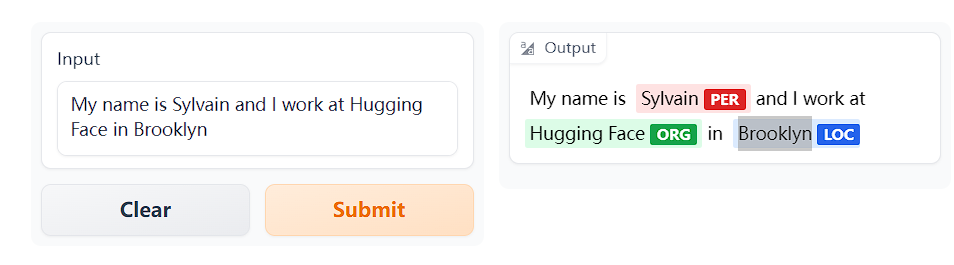 Input
My name is Sylvain and I work at Hugging
Face in Brooklyn
Clear
Submit
Output
My name is Sylvain PER and I work at
Hugging Face ORG in Brooklyn LOC